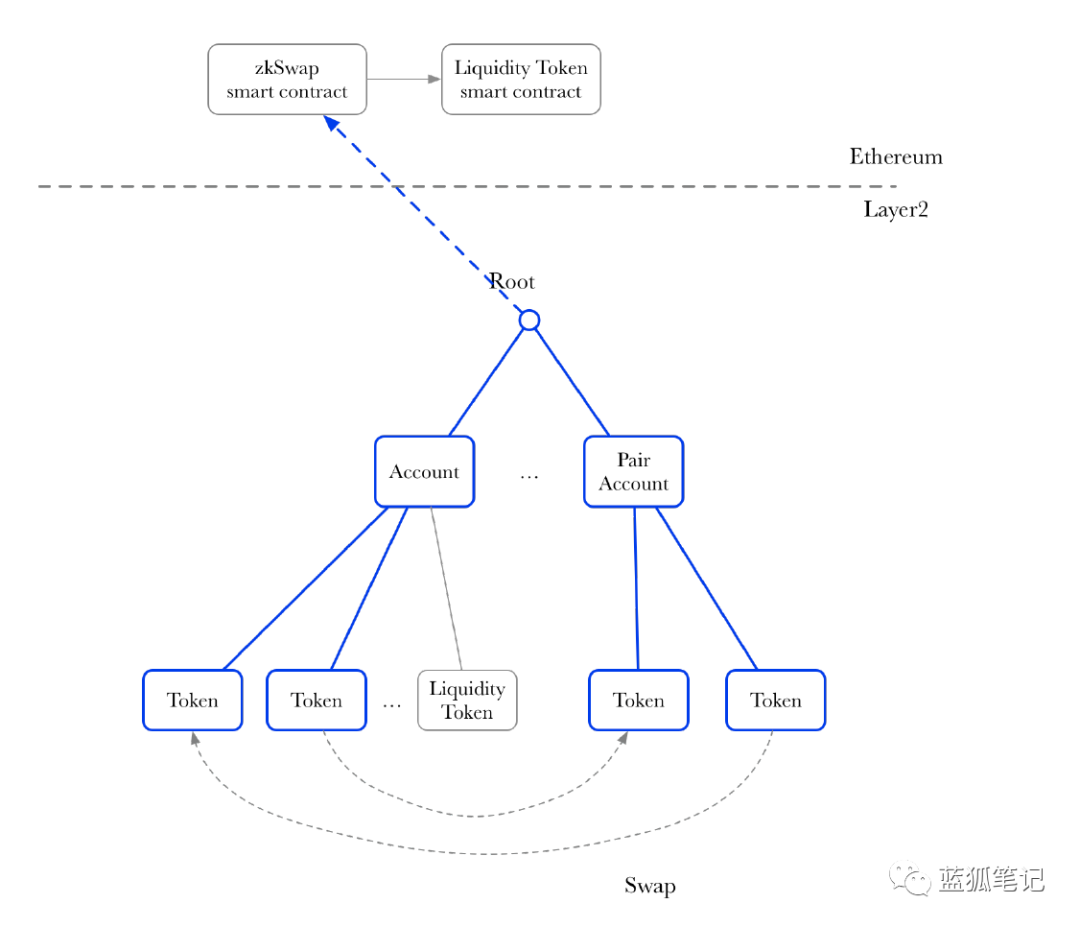 zkSwap
smart contract
Liquidity Token
smart contract
Ethereum
Layer2
Root
Account
...
Pair
Account
Token
Token
...
Liquidity
Token
Token
Token
Swap
蓝狐笔记